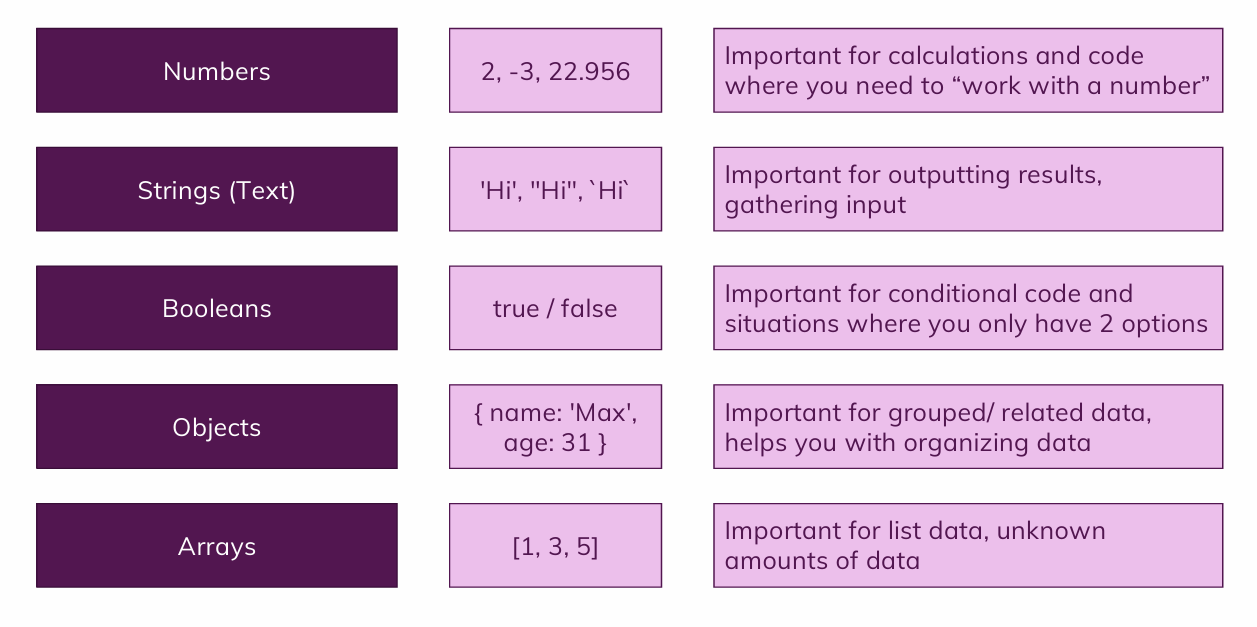 Numbers
2, -3, 22.956
Important for calculations and code
where you need to “work with a number”
Strings (Text)
'Hi', "Hi", `Hi`
Important for outputting results,
gathering input
Booleans
true / false
Important for conditional code and
situations where you only have 2 options
Objects
{ name: 'Max',
age: 31 }
Important for grouped/ related data,
helps you with organizing data
Arrays
[1, 3, 5]
Important for list data, unknown
amounts of data